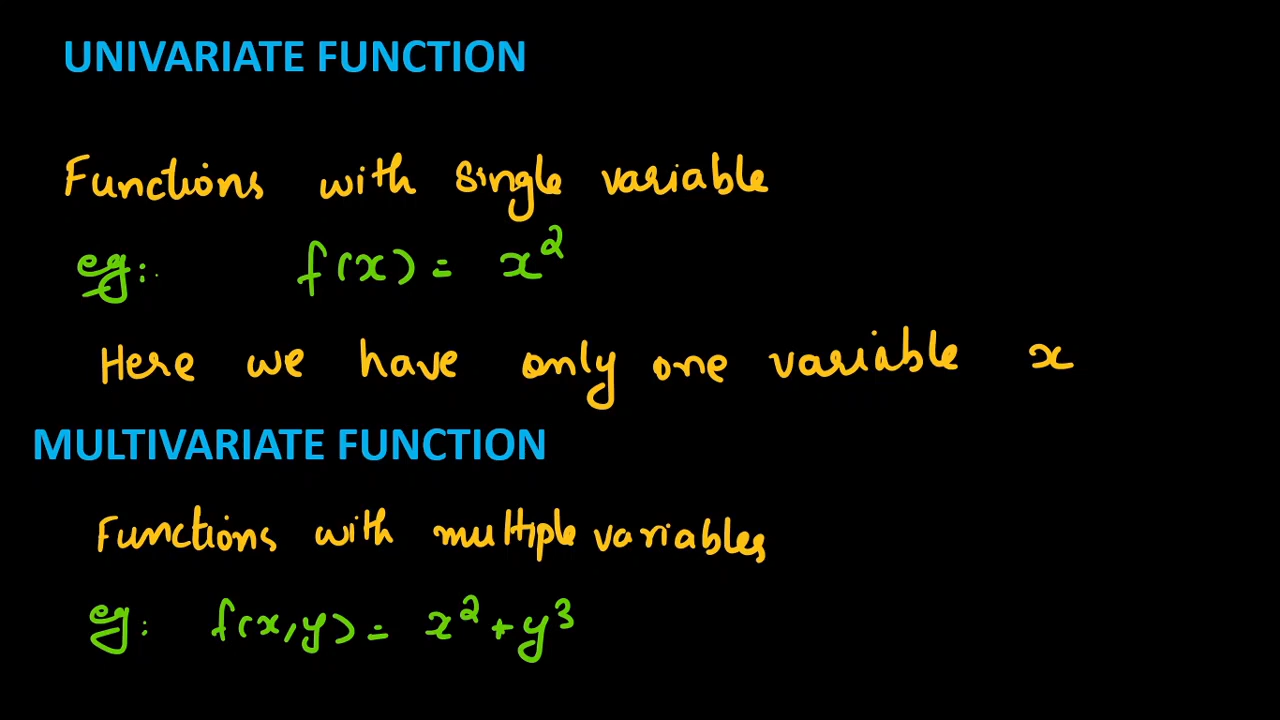 UNIVARIATE FUNCTION
Functions with single variable
eg: f(x) = x²
Here we have only one variable x
MULTIVARIATE FUNCTION
Functions with multiple variables
eg: f(x,y) = x² + y³